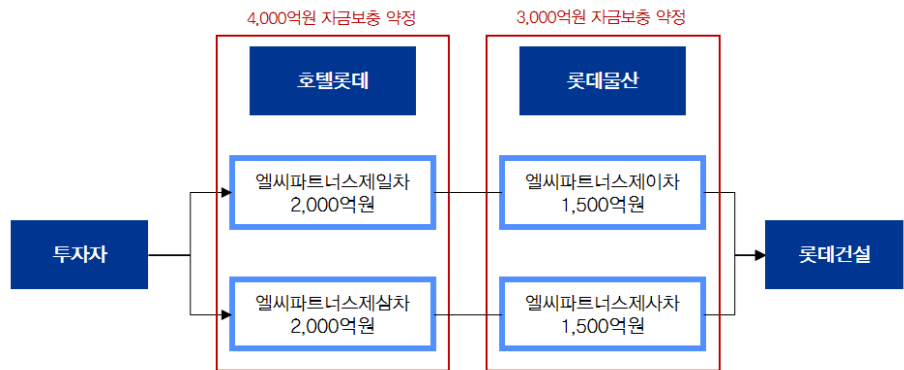 4,000억원 자금보충 약정
3,000억원 자금보충 약정
호텔롯데
롯데물산
엘씨파트너스제일차
2,000억원
엘씨파트너스제이차
1,500억원
투자자
롯데건설
엘씨파트너스제삼차
2,000억원
엘씨파트너스제사차
1,500억원